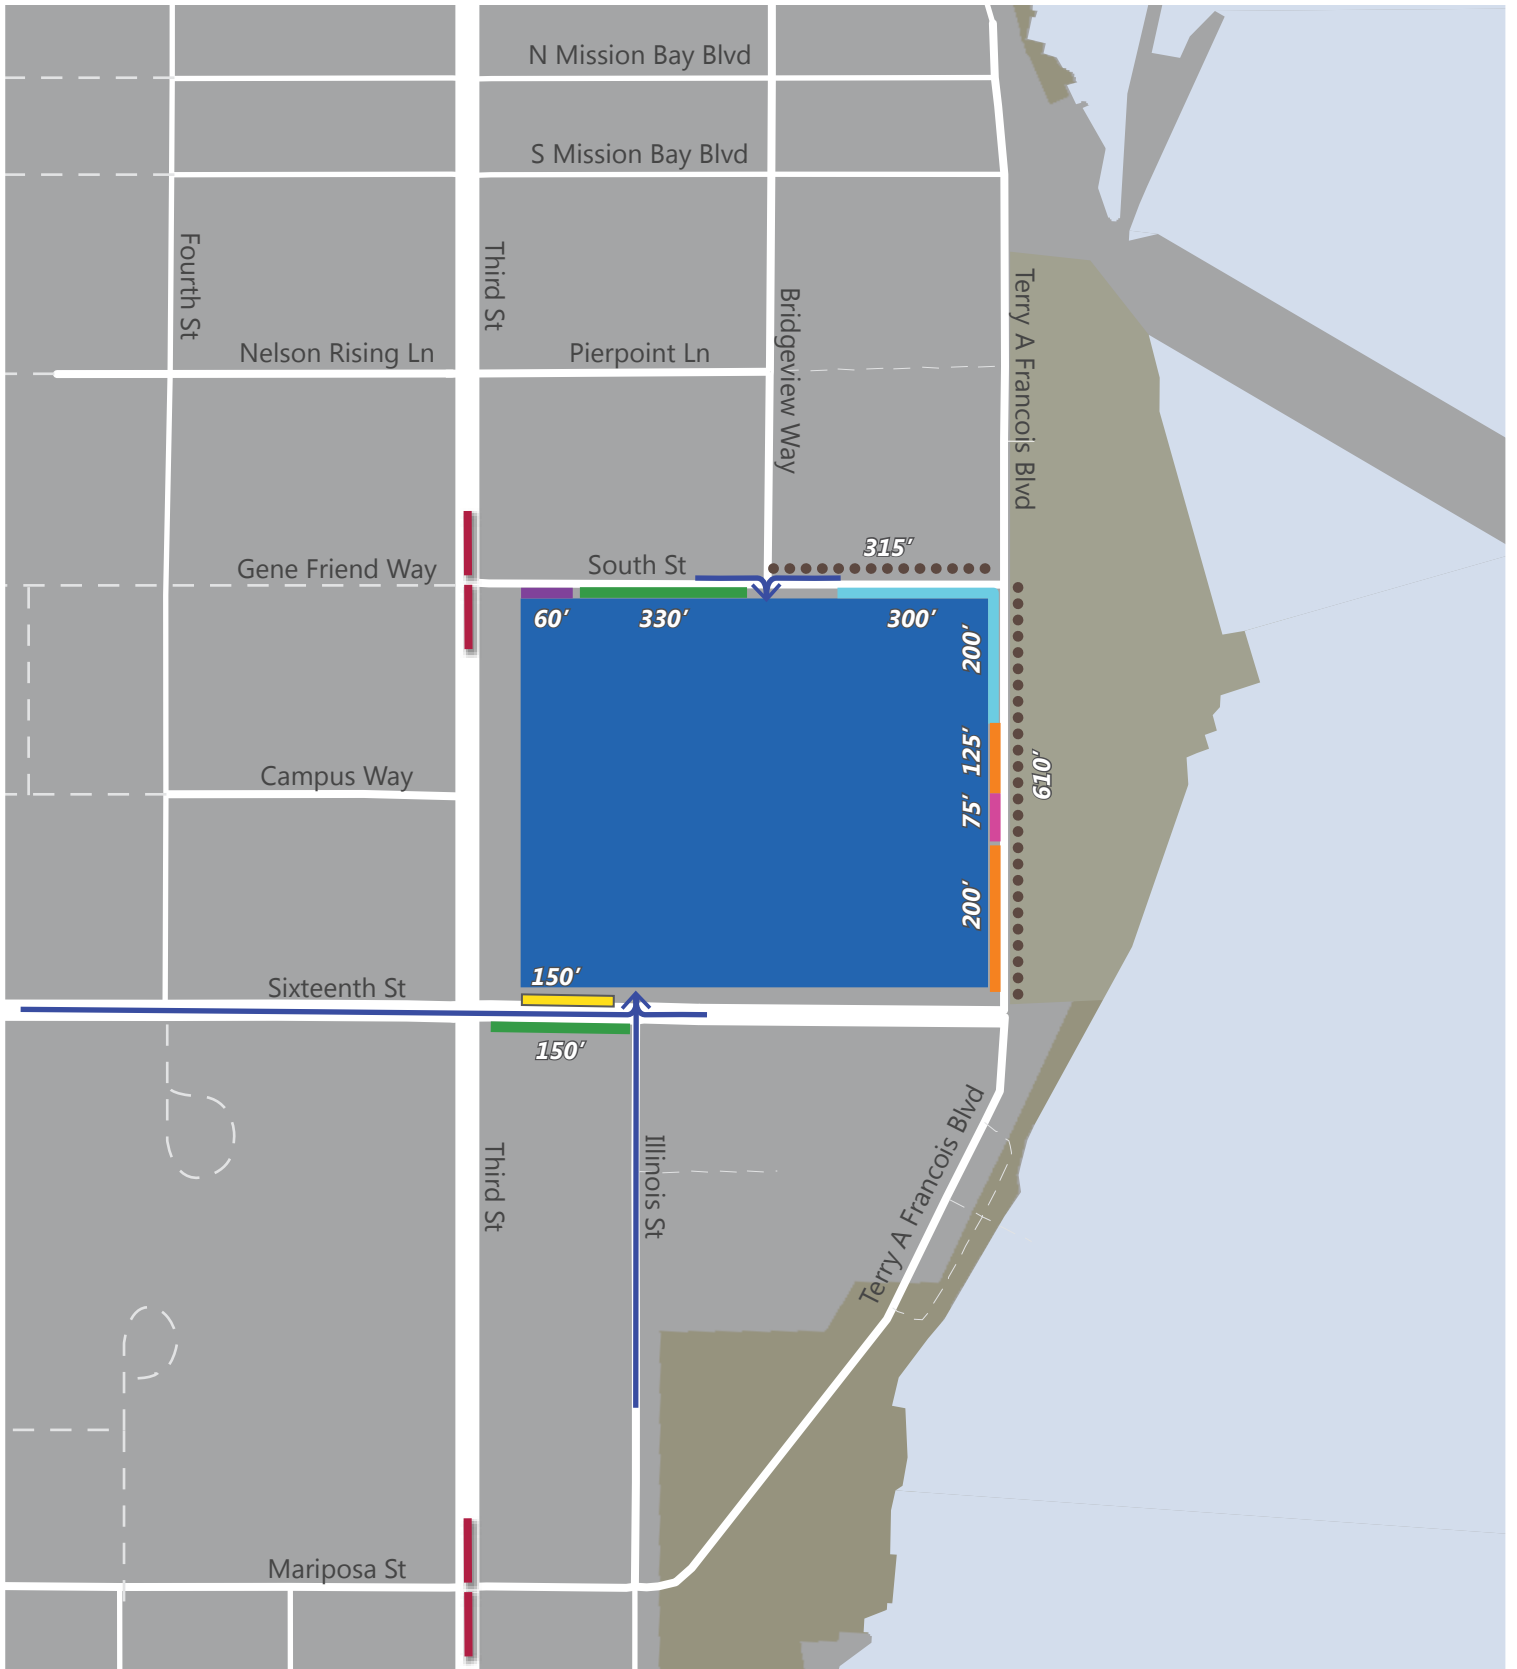 N Mission Bay Blvd
S Mission Bay Blvd
Fourth St
Third St
Bridgeview Way
Terry A Francois Blvd
Nelson Rising Ln
Pierpoint Ln
315'
Gene Friend Way
South St
60'
330'
300'
200'
125'
75'
610'
Campus Way
200'
150'
Sixteenth St
150'
Third St
Illinois St
Terry A Francois Blvd
Mariposa St